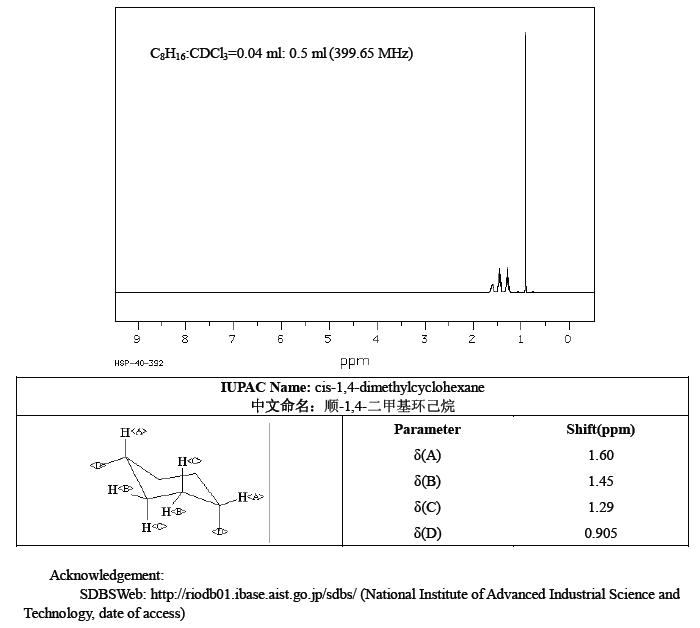 C₈H₁₆:CDCl₃=0.04 ml: 0.5 ml (399.65 MHz)
9 8 7 6 5 4 3 2 1 0
HSP-40-392
ppm
IUPAC Name: cis-1,4-dimethylcyclohexane
中文命名：顺-1,4-二甲基环己烷
Parameter Shift(ppm)
δ(A) 1.60
δ(B) 1.45
δ(C) 1.29
δ(D) 0.905
H<A>
<D>
H<C>
H<B>
H<A>
H<B>
H<C>
<D>
Acknowledgement:
SDBSWeb: http://riodb01.ibase.aist.go.jp/sdbs/ (National Institute of Advanced Industrial Science and
Technology, date of access)